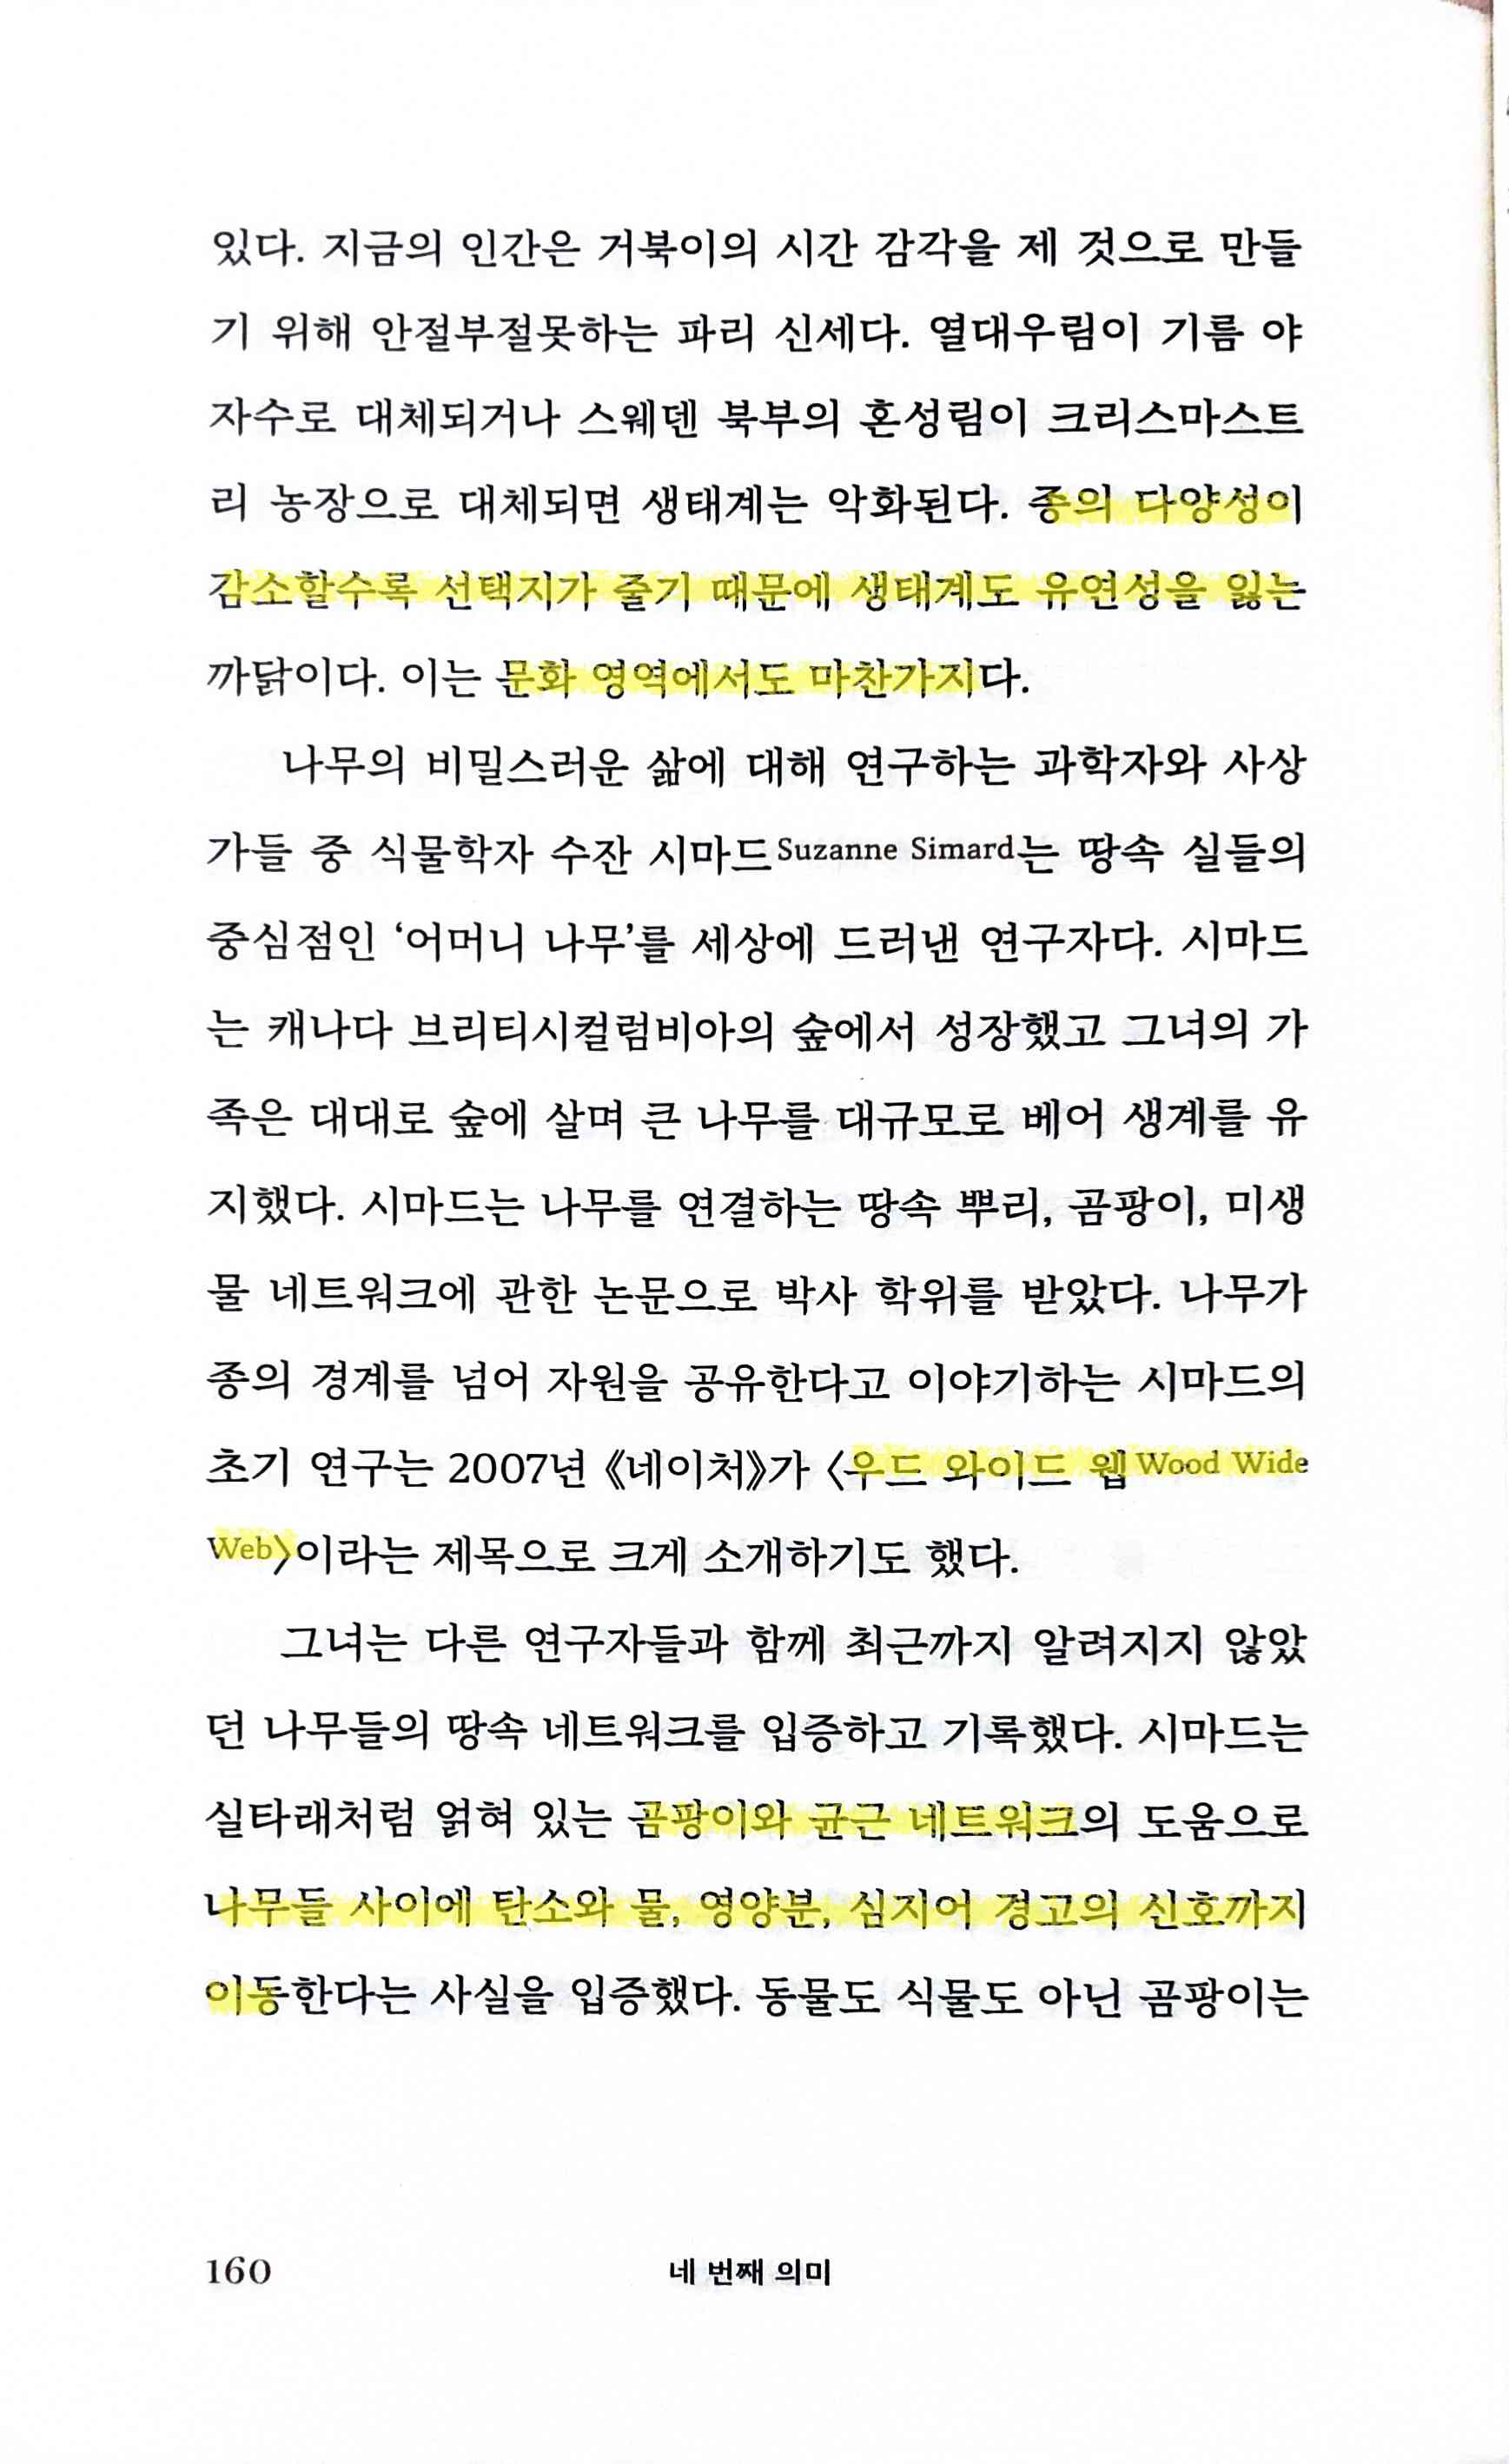 있다. 지금의 인간은 거북이의 시간 감각을 제 것으로 만들
기 위해 안절부절못하는 파리 신세다. 열대우림이 기름 야
자수로 대체되거나 스웨덴 북부의 혼성림이 크리스마스트
리 농장으로 대체되면 생태계는 악화된다. 종의 다양성이
감소할수록 선택지가 줄기 때문에 생태계도 유연성을 잃는
까닭이다. 이는 문화 영역에서도 마찬가지다.
나무의 비밀스러운 삶에 대해 연구하는 과학자와 사상
가들 중 식물학자 수잔 시마드Suzanne Simard는 땅속 실들의
중심점인 ‘어머니 나무’를 세상에 드러낸 연구자다. 시마드
는 캐나다 브리티시컬럼비아의 숲에서 성장했고 그녀의 가
족은 대대로 숲에 살며 큰 나무를 대규모로 베어 생계를 유
지했다. 시마드는 나무를 연결하는 땅속 뿌리, 곰팡이, 미생
물 네트워크에 관한 논문으로 박사 학위를 받았다. 나무가
종의 경계를 넘어 자원을 공유한다고 이야기하는 시마드의
초기 연구는 2007년 《네이처》가 〈우드 와이드 웹Wood Wide
Web〉이라는 제목으로 크게 소개하기도 했다.
그녀는 다른 연구자들과 함께 최근까지 알려지지 않았
던 나무들의 땅속 네트워크를 입증하고 기록했다. 시마드는
실타래처럼 얽혀 있는 곰팡이와 균근 네트워크의 도움으로
나무들 사이에 탄소와 물, 영양분, 심지어 경고의 신호까지
이동한다는 사실을 입증했다. 동물도 식물도 아닌 곰팡이는
160
네 번째 의미